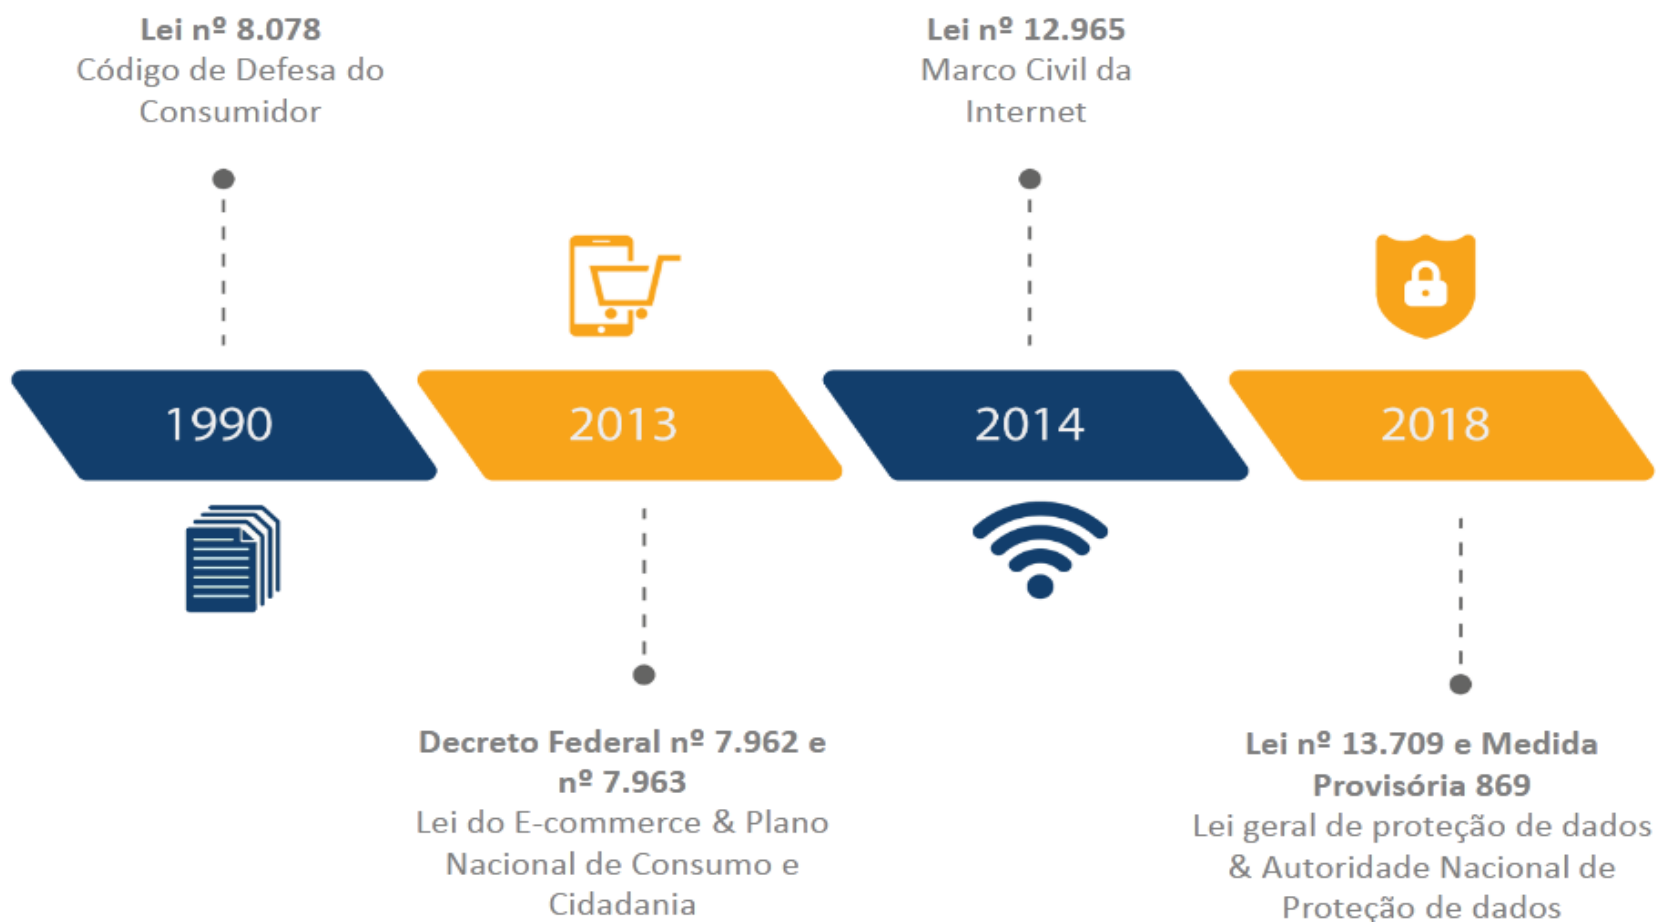 Lei nº 8.078
Código de Defesa do
Consumidor
Lei nº 12.965
Marco Civil da
Internet
1990
2013
2014
2018
Decreto Federal nº 7.962 e
nº 7.963
Lei do E-commerce & Plano
Nacional de Consumo e
Cidadania
Lei nº 13.709 e Medida
Provisória 869
Lei geral de proteção de dados
& Autoridade Nacional de
Proteção de dados